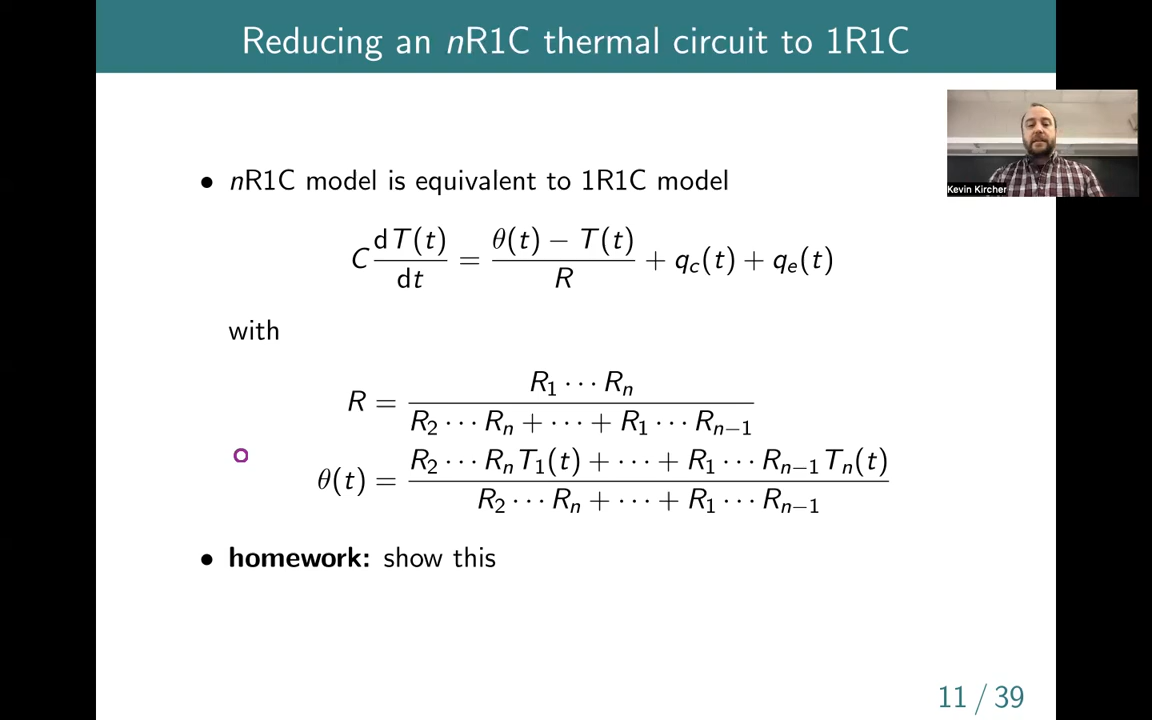 Reducing an nR1C thermal circuit to 1R1C
Kevin Kircher
• nR1C model is equivalent to 1R1C model
C dT(t)/dt = (θ(t) − T(t))/R + q_c(t) + q_e(t)
with
R = (R_1 ··· R_n)/(R_2 ··· R_n + ··· + R_1 ··· R_{n−1})
θ(t) = (R_2 ··· R_n T_1(t) + ··· + R_1 ··· R_{n−1} T_n(t))/(R_2 ··· R_n + ··· + R_1 ··· R_{n−1})
• homework: show this
11 / 39